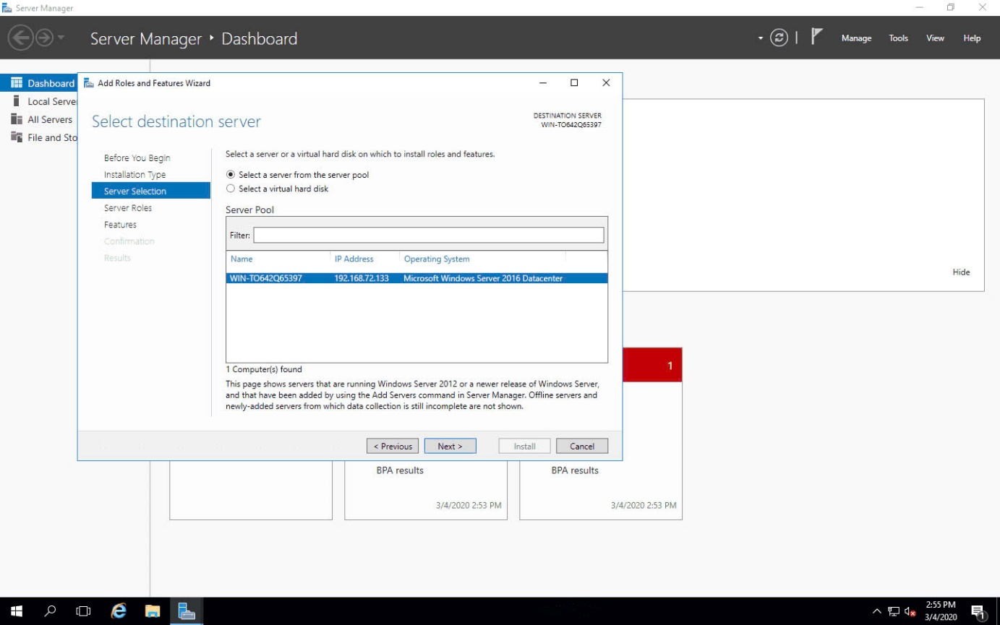 Server Manager
Server Manager ‣ Dashboard
Manage Tools View Help
Dashboard
Local Serve
All Servers
File and Sto
Add Roles and Features Wizard
Select destination server
DESTINATION SERVER
WIN-TO642Q65397
Before You Begin
Installation Type
Server Selection
Server Roles
Features
Confirmation
Results
Select a server or a virtual hard disk on which to install roles and features.
Select a server from the server pool
Select a virtual hard disk
Server Pool
Filter:
Name IP Address Operating System
WIN-TO642Q65397 192.168.72.133 Microsoft Windows Server 2016 Datacenter
1 Computer(s) found
This page shows servers that are running Windows Server 2012 or a newer release of Windows Server,
and that have been added by using the Add Servers command in Server Manager. Offline servers and
newly-added servers from which data collection is still incomplete are not shown.
< Previous Next > Install Cancel
Hide
1
BPA results
3/4/2020 2:53 PM
BPA results
3/4/2020 2:53 PM
2:55 PM
3/4/2020
1